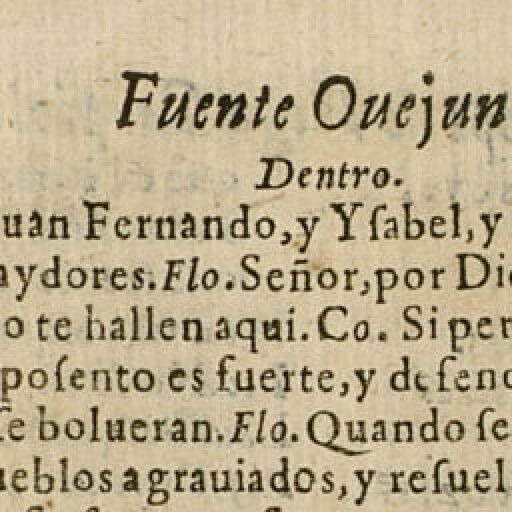 Fuente Ouejun
Dentro.
uan Fernando, y Yſabel, y
aydores. Flo. Señor, por Di
o te hallen aqui. Co. Si per
poſento es fuerte, y defend
ſe bolueran. Flo. Quando ſe
ueblos agrauiados, y reſuel